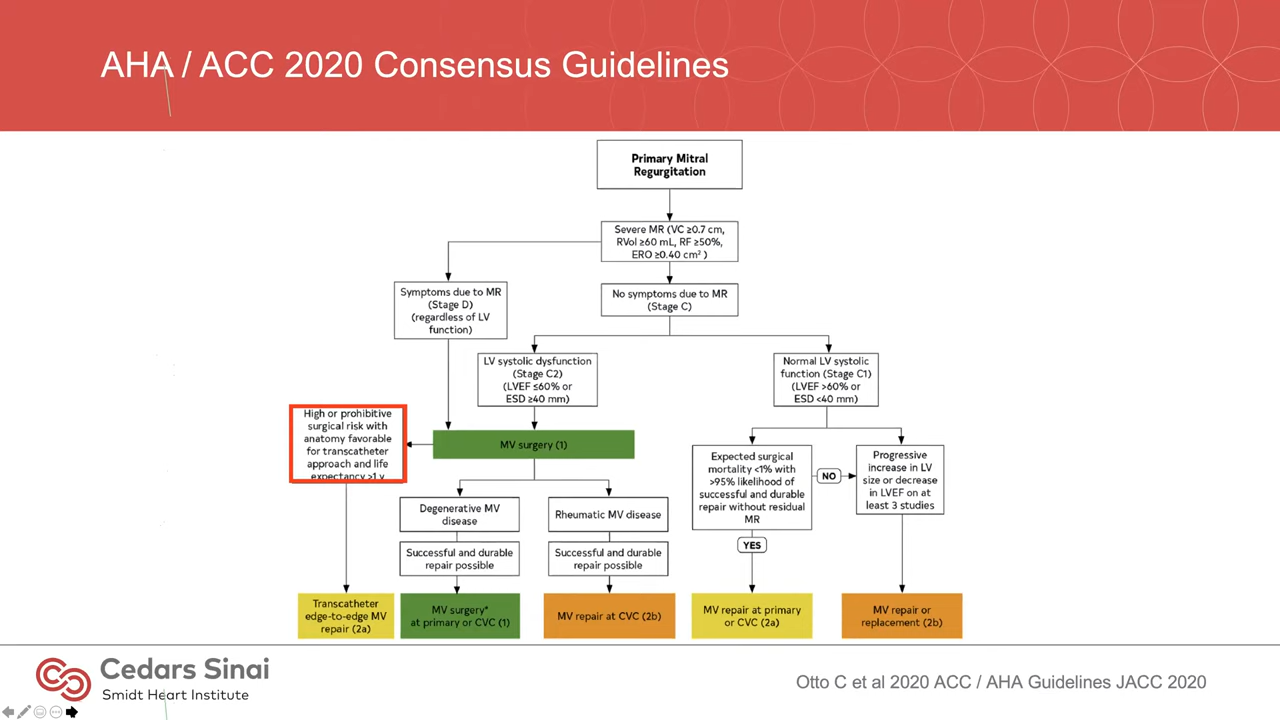 AHA / ACC 2020 Consensus Guidelines
Primary Mitral
Regurgitation
Severe MR (VC ≥0.7 cm,
RVol ≥60 mL, RF ≥50%,
ERO ≥0.40 cm²)
Symptoms due to MR
(Stage D)
(regardless of LV
function)
No symptoms due to MR
(Stage C)
LV systolic dysfunction
(Stage C2)
(LVEF ≤60% or
ESD ≥40 mm)
Normal LV systolic
function (Stage C1)
(LVEF >60% or
ESD <40 mm)
High or prohibitive
surgical risk with
anatomy favorable
for transcatheter
approach and life
expectancy >1 y
MV surgery (1)
Expected surgical
mortality <1% with
>95% likelihood of
successful and durable
repair without residual
MR
NO
Progressive
increase in LV
size or decrease
in LVEF on at
least 3 studies
Degenerative MV
disease
Rheumatic MV disease
Successful and durable
repair possible
Successful and durable
repair possible
YES
Transcatheter
edge-to-edge MV
repair (2a)
MV surgery*
at primary or CVC (1)
MV repair at CVC (2b)
MV repair at primary
or CVC (2a)
MV repair or
replacement (2b)
Cedars Sinai
Smidt Heart Institute
Otto C et al 2020 ACC / AHA Guidelines JACC 2020